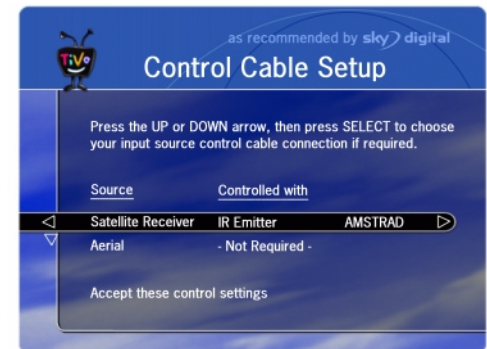 as recommended by sky digital
TiVo
Control Cable Setup
Press the UP or DOWN arrow, then press SELECT to choose
your input source control cable connection if required.
Source Controlled with
Satellite Receiver IR Emitter AMSTRAD
Aerial - Not Required -
Accept these control settings